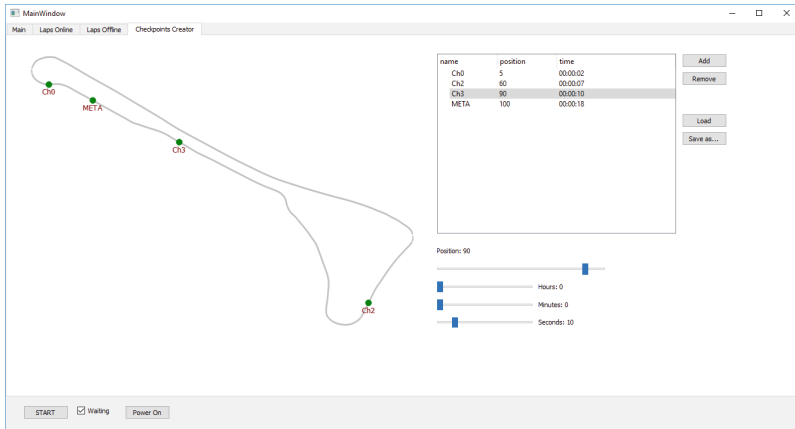 MainWindow
Main Laps Online Laps Offline Checkpoints Creator
Ch0
META
Ch3
Ch2
name position time
Ch0 5 00:00:02
Ch2 60 00:00:07
Ch3 90 00:00:10
META 100 00:00:18
Add
Remove
Load
Save as...
Position: 90
Hours: 0
Minutes: 0
Seconds: 10
START Waiting Power On